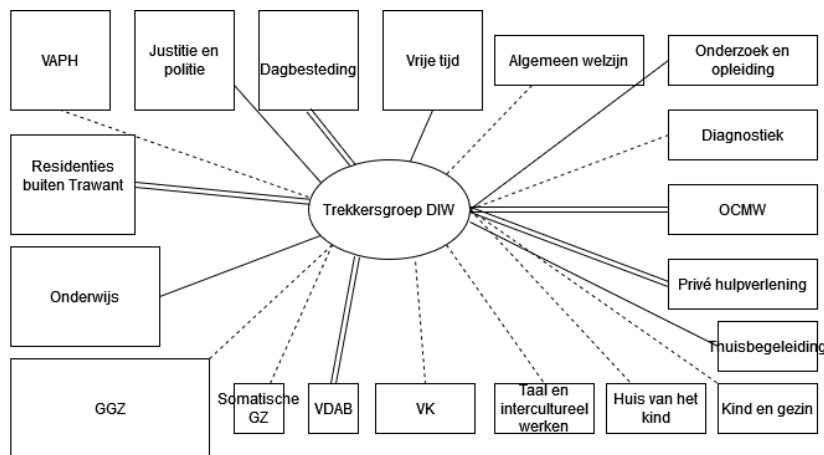 VAPH
Justitie en
politie
Dagbesteding
Vrije tijd
Algemeen welzijn
Onderzoek en
opleiding
Diagnostiek
Residenties
buiten Trawant
Trekkersgroep DIW
OCMW
Onderwijs
Privé hulpverlening
Thuisbegeleiding
GGZ
Somatische
GZ
VDAB
VK
Taal en
intercultureel
werken
Huis van het
kind
Kind en gezin